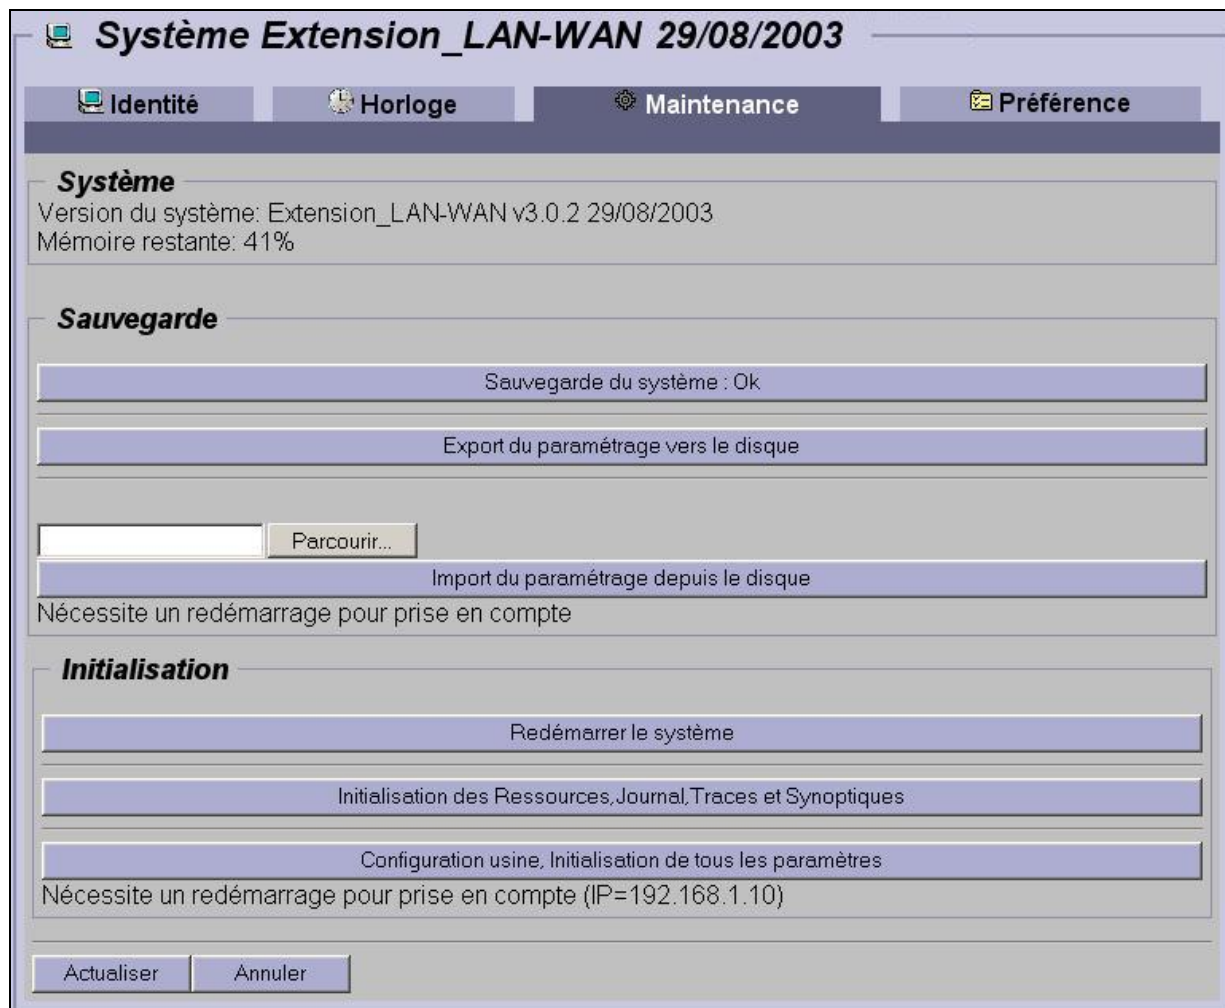 Système Extension_LAN-WAN 29/08/2003
Identité
Horloge
Maintenance
Préférence
Système
Version du système: Extension_LAN-WAN v3.0.2 29/08/2003
Mémoire restante: 41%
Sauvegarde
Sauvegarde du système : Ok
Export du paramétrage vers le disque
Parcourir...
Import du paramétrage depuis le disque
Nécessite un redémarrage pour prise en compte
Initialisation
Redémarrer le système
Initialisation des Ressources,Journal,Traces et Synoptiques
Configuration usine, Initialisation de tous les paramètres
Nécessite un redémarrage pour prise en compte (IP=192.168.1.10)
Actualiser
Annuler